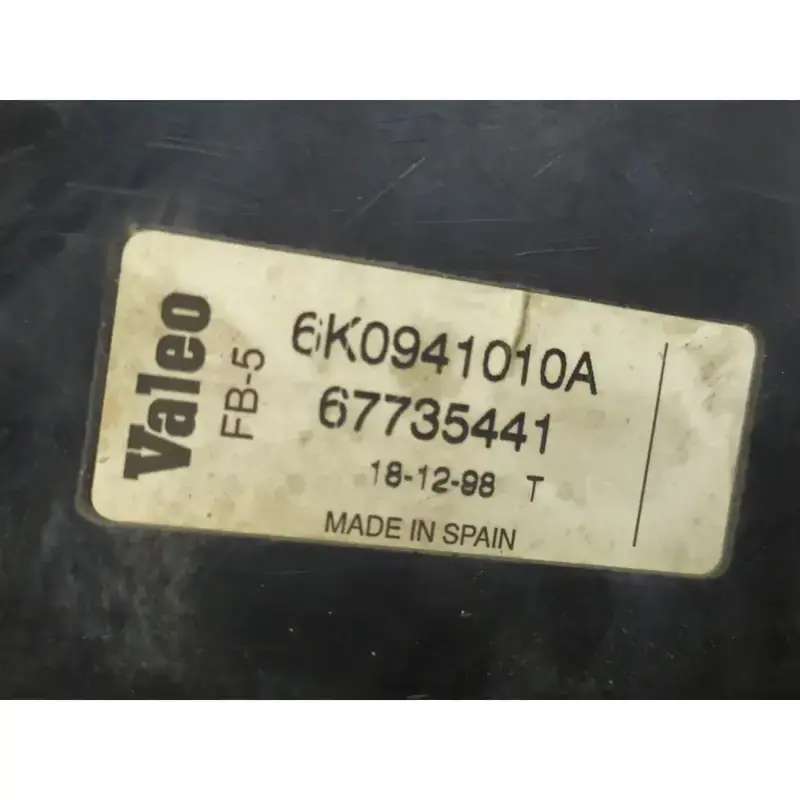 Valeo
FB-5
6K0941010A
67735441
18-12-98 T
MADE IN SPAIN